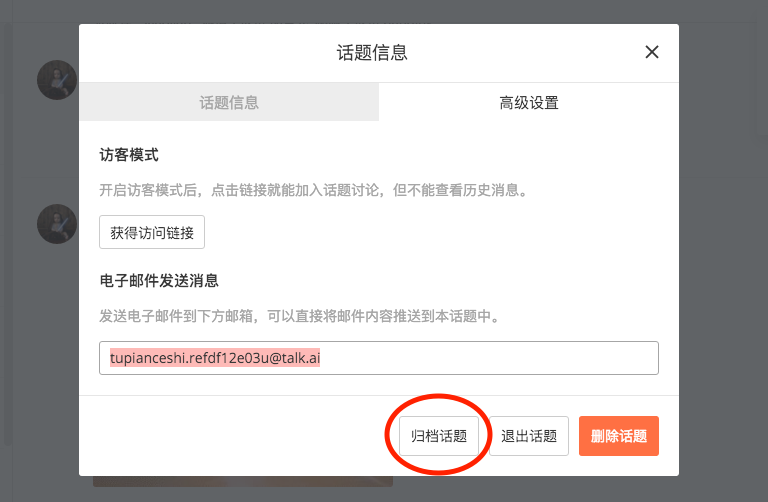 话题信息
话题信息
高级设置
访客模式
开启访客模式后，点击链接就能加入话题讨论，但不能查看历史消息。
获得访问链接
电子邮件发送消息
发送电子邮件到下方邮箱，可以直接将邮件内容推送到本话题中。
tupianceshi.refdf12e03u@talk.ai
归档话题
退出话题
删除话题